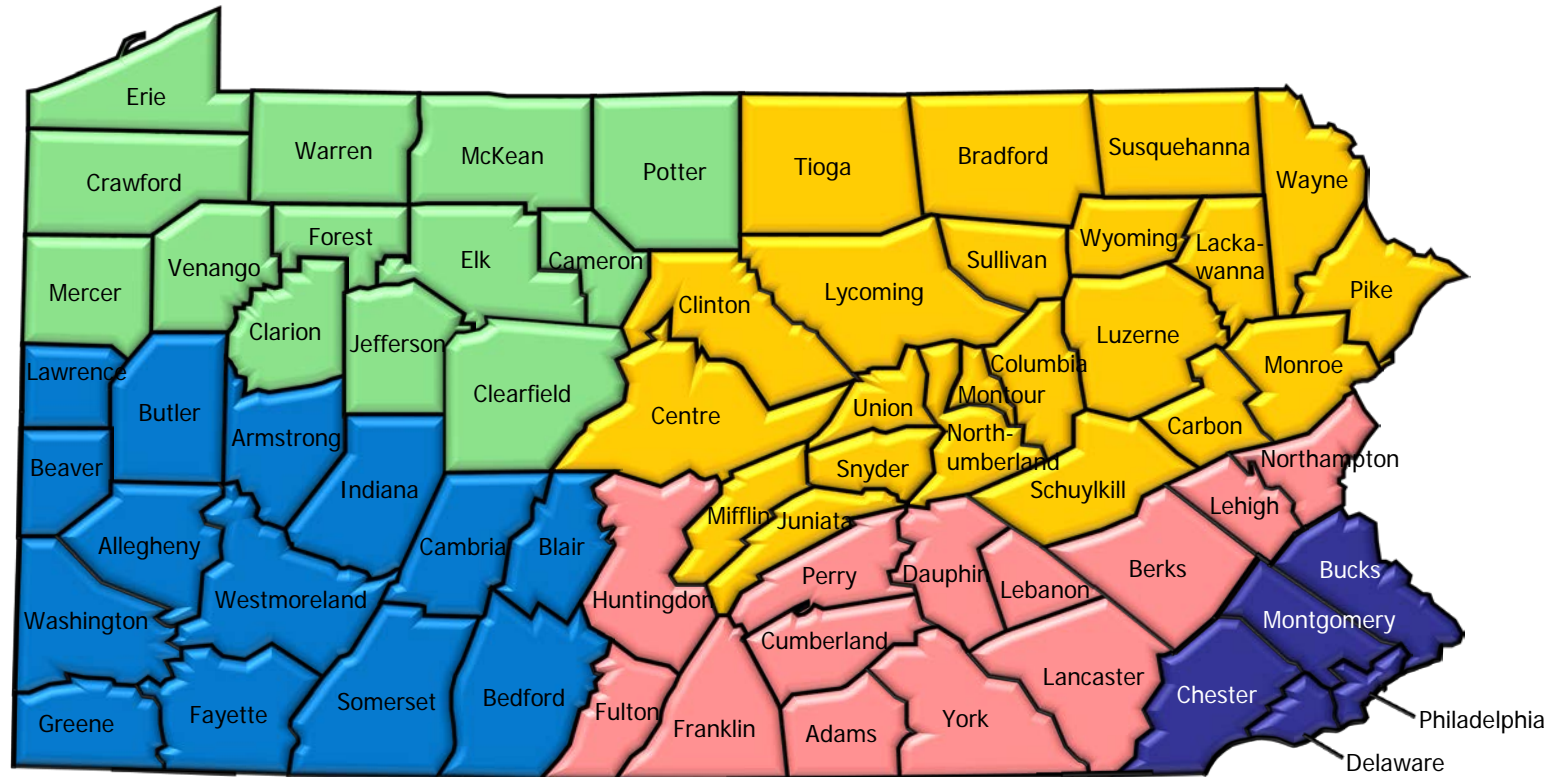 Erie
Warren
McKean
Potter
Tioga
Bradford
Susquehanna
Wayne
Crawford
Mercer
Venango
Forest
Elk
Cameron
Clinton
Lycoming
Sullivan
Wyoming
Lacka-
wanna
Pike
Clarion
Jefferson
Clearfield
Centre
Union
Montour
Columbia
Luzerne
Monroe
Lawrence
Butler
Armstrong
Indiana
Snyder
North-
umberland
Schuylkill
Carbon
Northampton
Beaver
Allegheny
Cambria
Blair
Mifflin
Juniata
Lehigh
Washington
Westmoreland
Huntingdon
Perry
Dauphin
Lebanon
Berks
Bucks
Montgomery
Cumberland
Lancaster
Chester
Greene
Fayette
Somerset
Bedford
Fulton
Franklin
Adams
York
Philadelphia
Delaware